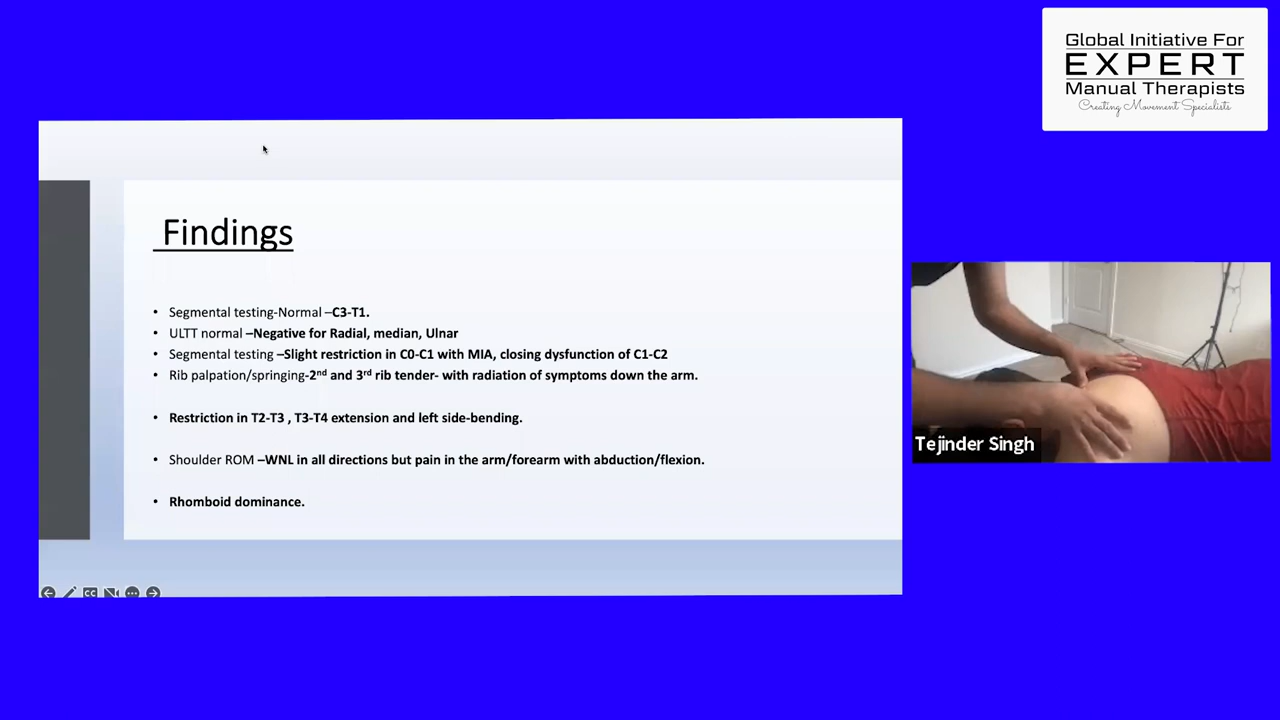 Global Initiative For
EXPERT
Manual Therapists
Creating Movement Specialists
Findings
• Segmental testing-Normal –C3-T1.
• ULTT normal –Negative for Radial, median, Ulnar
• Segmental testing –Slight restriction in C0-C1 with MIA, closing dysfunction of C1-C2
• Rib palpation/springing-2nd and 3rd rib tender- with radiation of symptoms down the arm.
• Restriction in T2-T3 , T3-T4 extension and left side-bending.
• Shoulder ROM –WNL in all directions but pain in the arm/forearm with abduction/flexion.
• Rhomboid dominance.
CC
Tejinder Singh